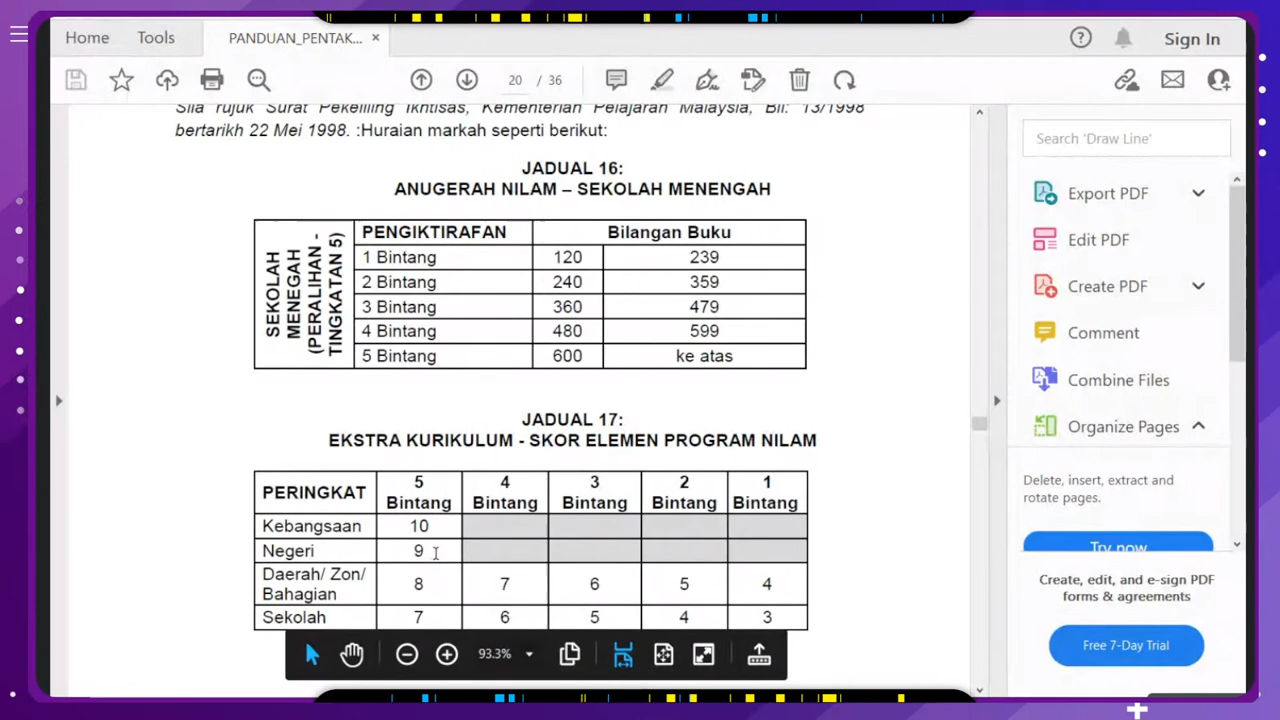 Home Tools PANDUAN_PENTAK... × Sign In
20 / 36
Sila rujuk Surat Pekeliling Ikhtisas, Kementerian Pelajaran Malaysia, Bil: 13/1998
bertarikh 22 Mei 1998. :Huraian markah seperti berikut:
JADUAL 16:
ANUGERAH NILAM – SEKOLAH MENENGAH
SEKOLAH
MENEGAH
(PERALIHAN -
TINGKATAN 5)
PENGIKTIRAFAN Bilangan Buku
1 Bintang 120 239
2 Bintang 240 359
3 Bintang 360 479
4 Bintang 480 599
5 Bintang 600 ke atas
JADUAL 17:
EKSTRA KURIKULUM - SKOR ELEMEN PROGRAM NILAM
PERINGKAT 5 Bintang 4 Bintang 3 Bintang 2 Bintang 1 Bintang
Kebangsaan 10
Negeri 9
Daerah/ Zon/
Bahagian 8 7 6 5 4
Sekolah 7 6 5 4 3
93.3%
Search 'Draw Line'
Export PDF
Edit PDF
Create PDF
Comment
Combine Files
Organize Pages
Delete, insert, extract and
rotate pages.
Try now
Create, edit, and e-sign PDF
forms & agreements
Free 7-Day Trial